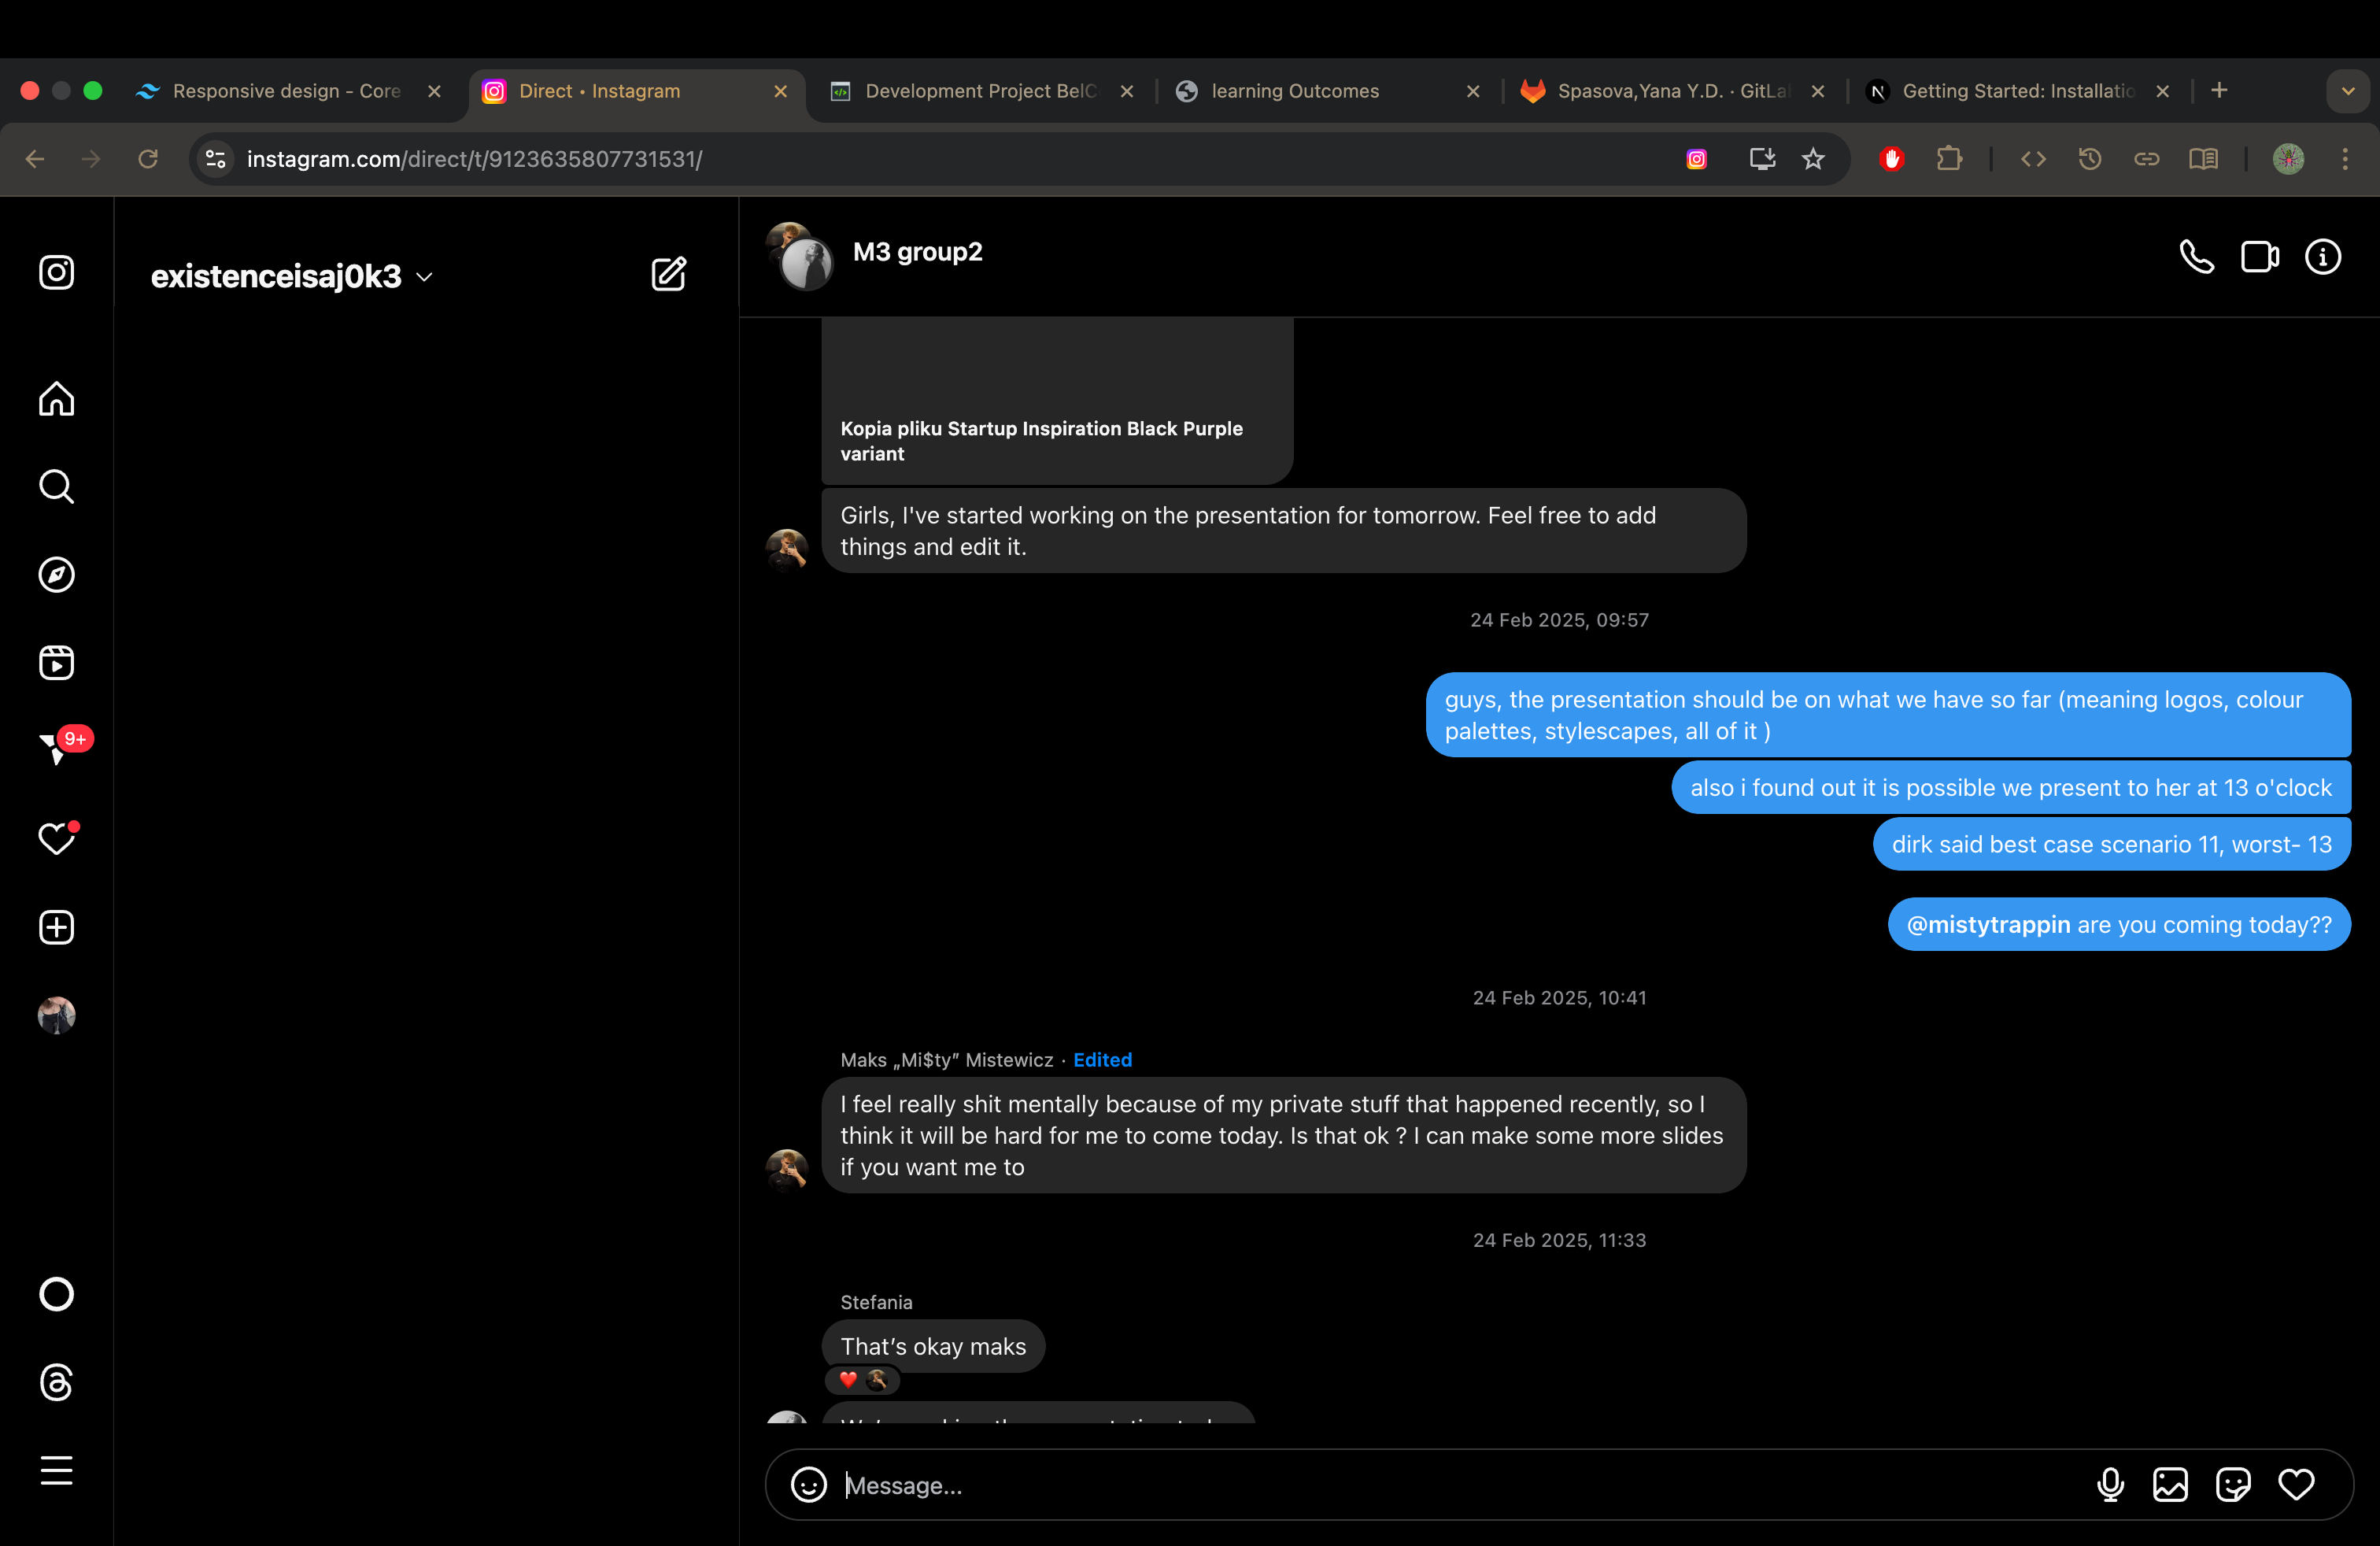 Responsive design - Core
Direct • Instagram
Development Project BelC
learning Outcomes
Spasova,Yana Y.D. · GitLa
Getting Started: Installatio
instagram.com/direct/t/9123635807731531/
existenceisaj0k3
M3 group2
Kopia pliku Startup Inspiration Black Purple
variant
Girls, I've started working on the presentation for tomorrow. Feel free to add
things and edit it.
24 Feb 2025, 09:57
guys, the presentation should be on what we have so far (meaning logos, colour
palettes, stylescapes, all of it )
also i found out it is possible we present to her at 13 o'clock
dirk said best case scenario 11, worst- 13
9+
@mistytrappin are you coming today??
24 Feb 2025, 10:41
Maks „Mi$ty” Mistewicz · Edited
I feel really shit mentally because of my private stuff that happened recently, so I
think it will be hard for me to come today. Is that ok ? I can make some more slides
if you want me to
24 Feb 2025, 11:33
Stefania
That’s okay maks
Message...